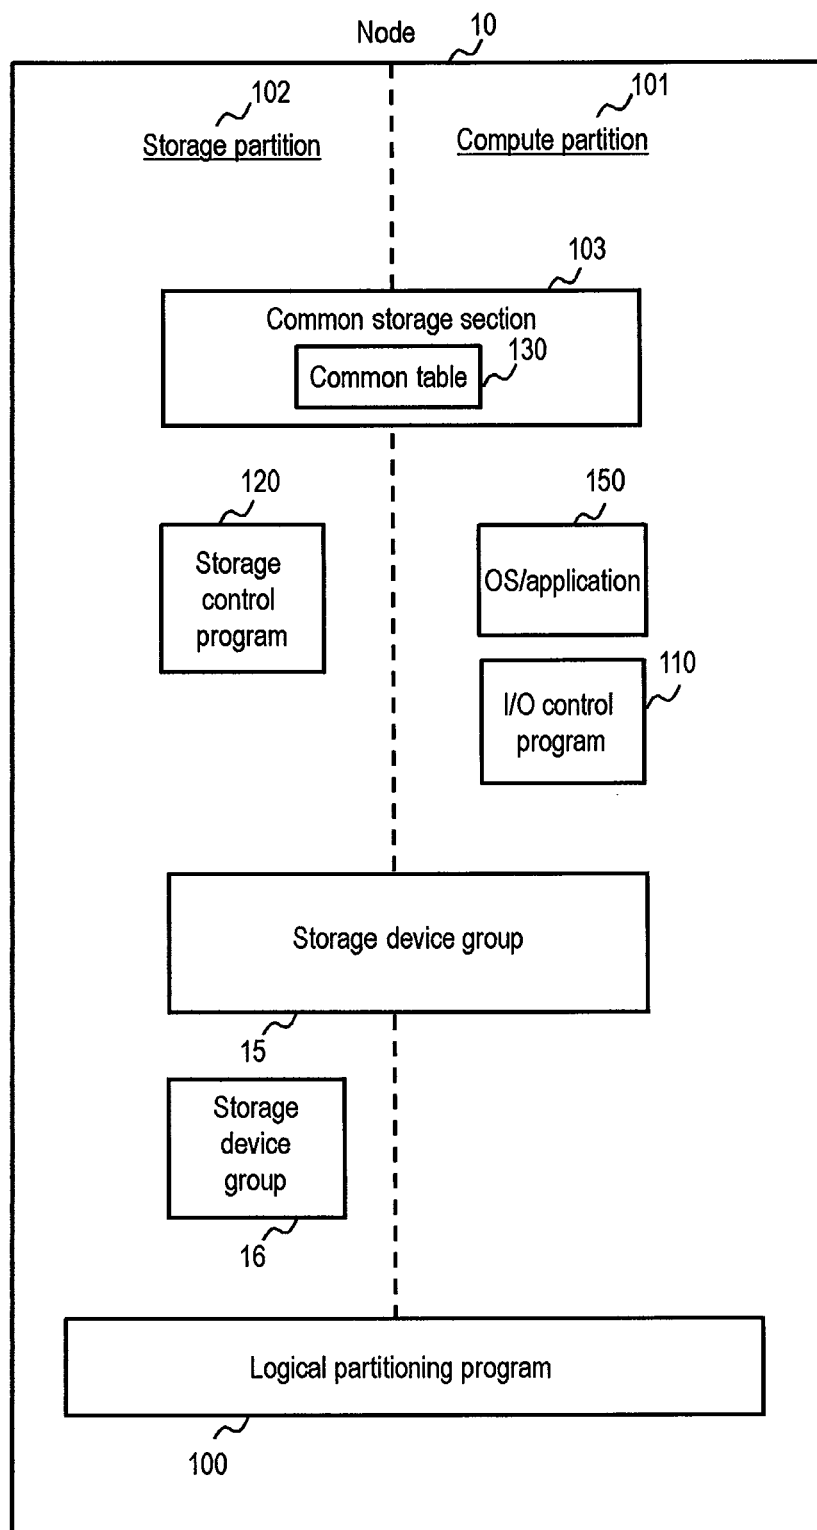 Node
10
102
101
Storage partition
Compute partition
103
Common storage section
130
Common table
120
150
Storage
control
program
OS/application
110
I/O control
program
Storage device group
15
Storage
device
group
16
Logical partitioning program
100